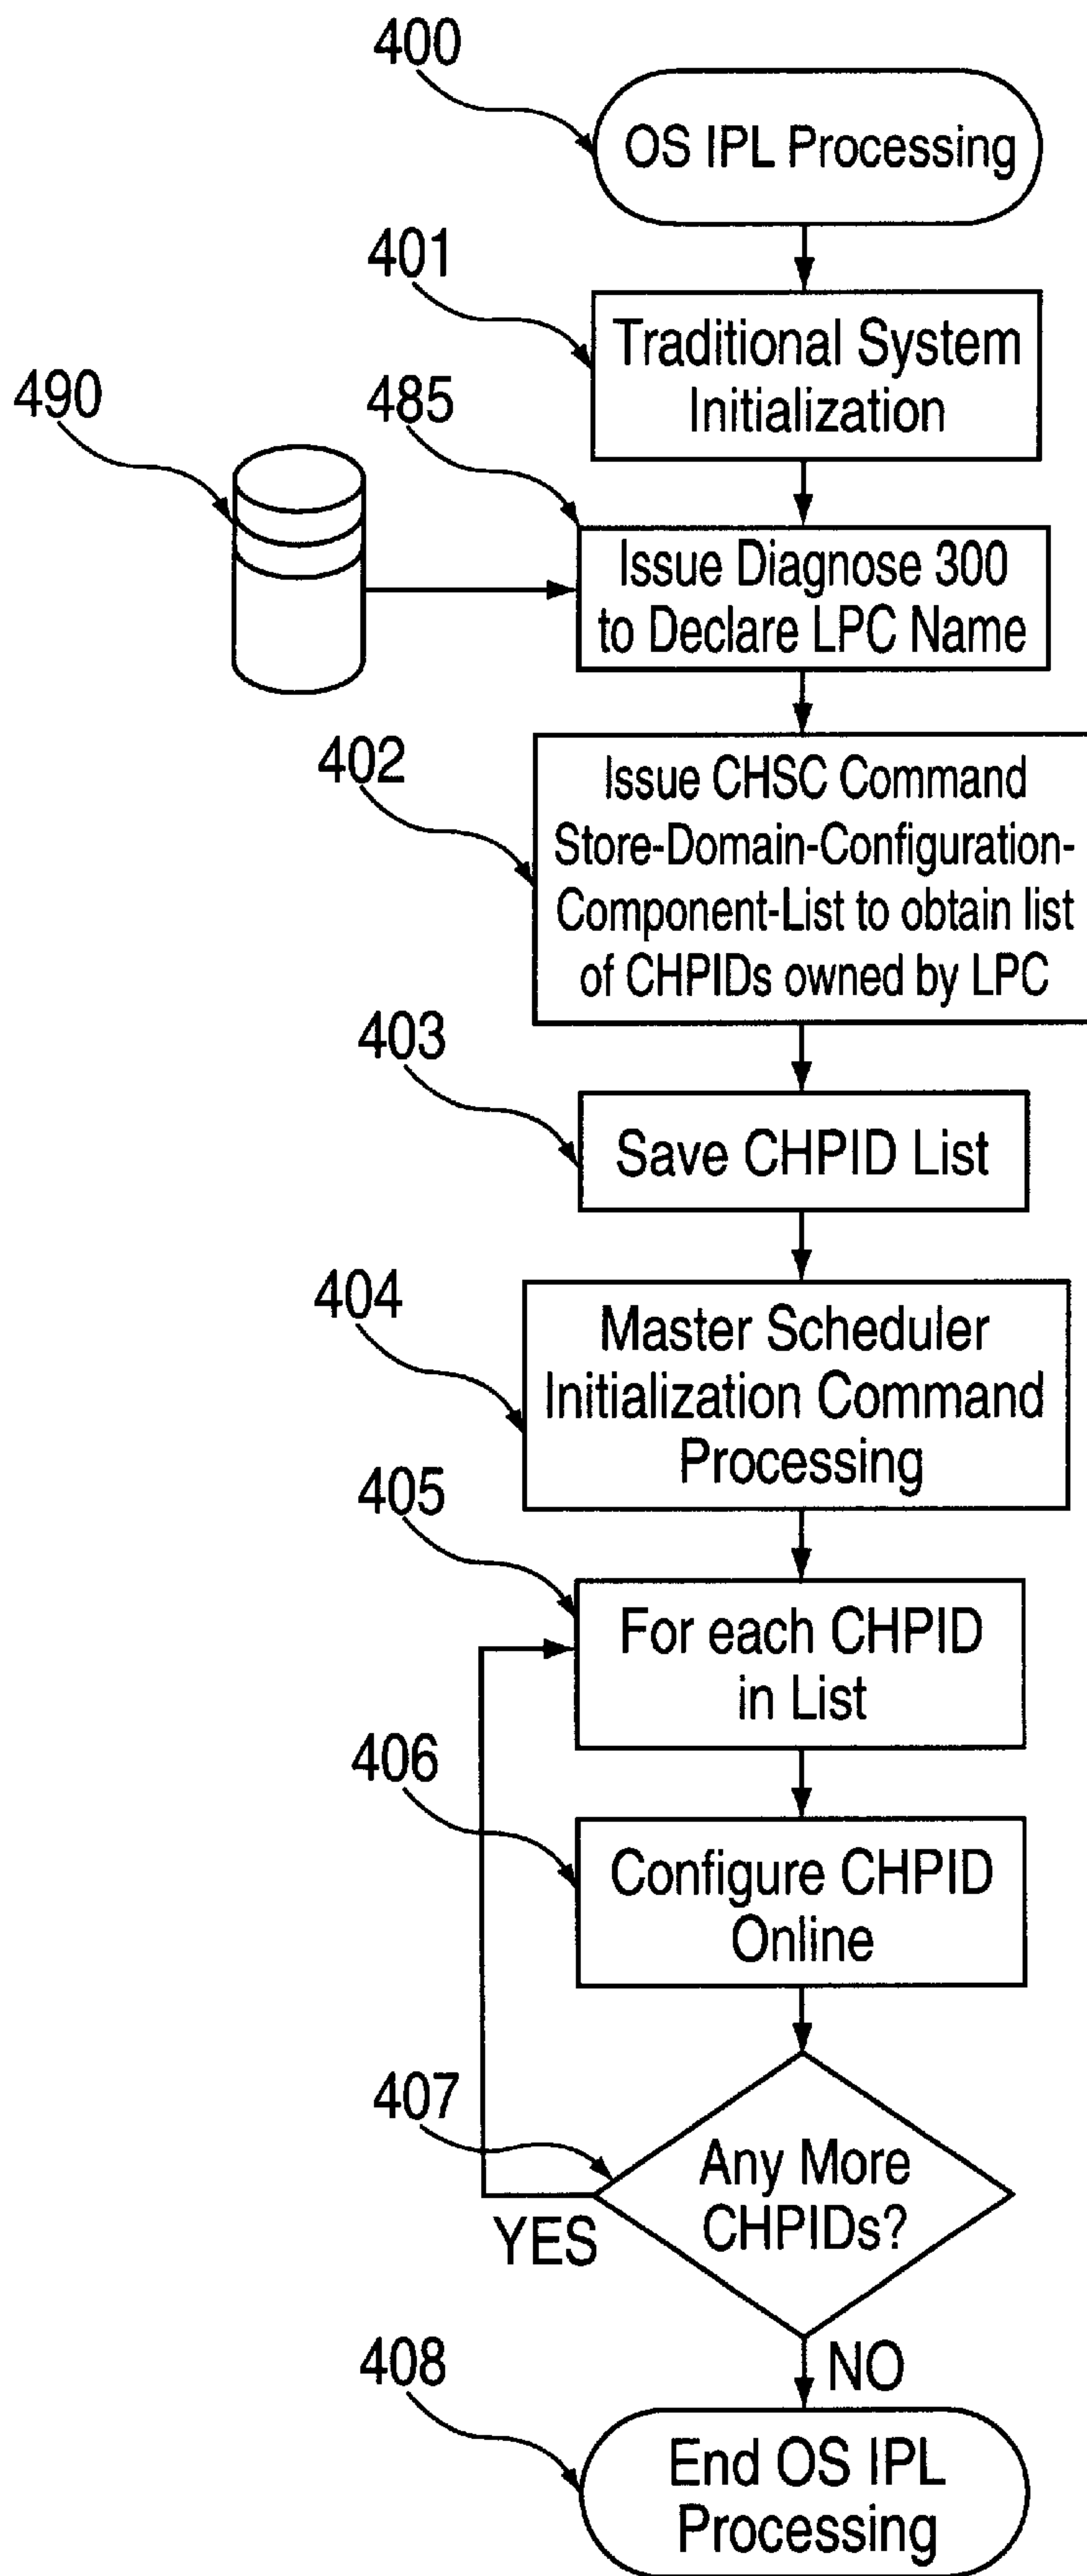 400
OS IPL Processing
401
Traditional System
Initialization
490
485
Issue Diagnose 300
to Declare LPC Name
402
Issue CHSC Command
Store-Domain-Configuration-
Component-List to obtain list
of CHPIDs owned by LPC
403
Save CHPID List
404
Master Scheduler
Initialization Command
Processing
405
For each CHPID
in List
406
Configure CHPID
Online
407
Any More
CHPIDs?
YES
NO
408
End OS IPL
Processing